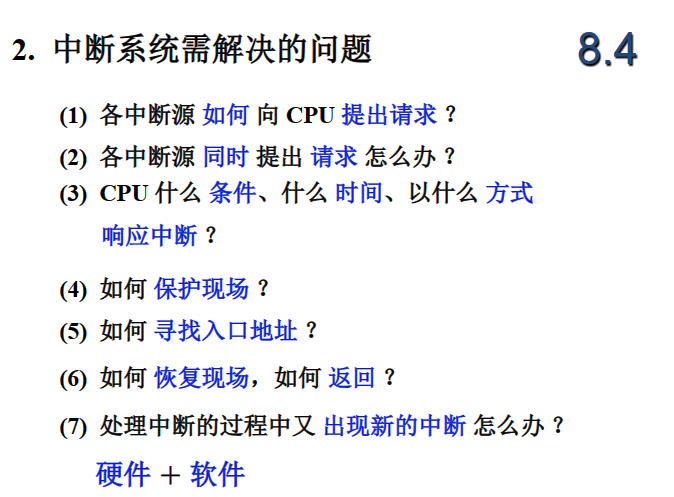 2. 中断系统需解决的问题 8.4
(1) 各中断源 如何 向 CPU 提出请求 ？
(2) 各中断源 同时 提出 请求 怎么办 ？
(3) CPU 什么 条件、什么 时间、以什么 方式
响应中断 ？
(4) 如何 保护现场 ？
(5) 如何 寻找入口地址 ？
(6) 如何 恢复现场，如何 返回 ？
(7) 处理中断的过程中又 出现新的中断 怎么办 ？
硬件 + 软件